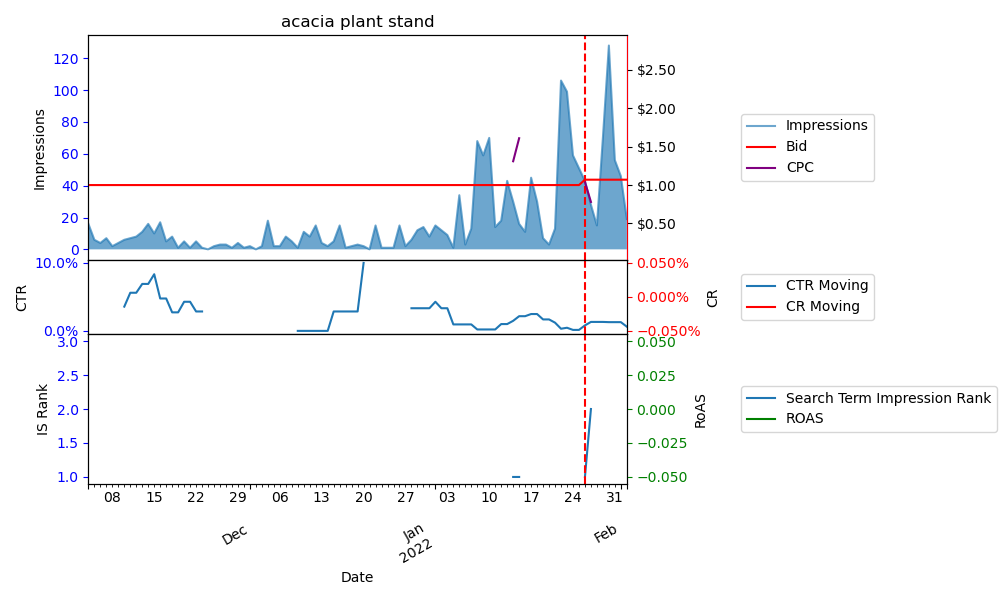 acacia plant stand
Impressions
120
100
80
60
40
20
0
$2.50
$2.00
$1.50
$1.00
$0.50
Impressions
Bid
CPC
CTR
10.0%
0.0%
0.050%
0.000%
−0.050%
CR
CTR Moving
CR Moving
IS Rank
3.0
2.5
2.0
1.5
1.0
0.050
0.025
0.000
−0.025
−0.050
RoAS
Search Term Impression Rank
ROAS
08 15 22 29 06 13 20 27 03 10 17 24 31
Dec
Jan
2022
Feb
Date